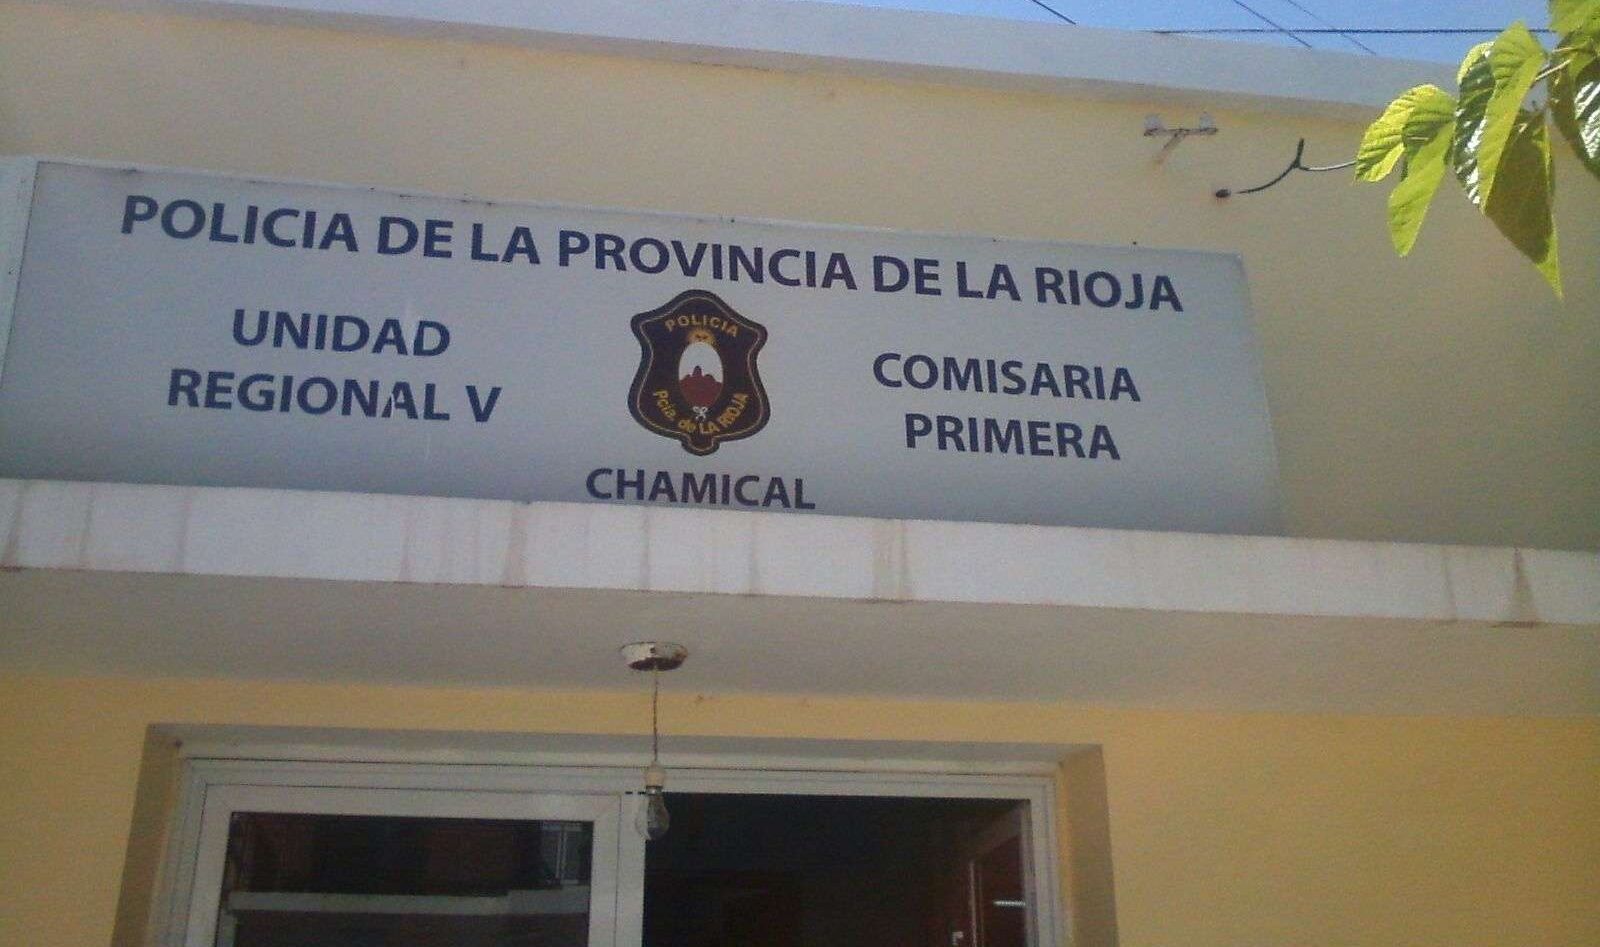 POLICIA DE LA PROVINCIA DE LA RIOJA
UNIDAD
REGIONAL V
POLICIA
Pcia. de LA RIOJA
COMISARIA
PRIMERA
CHAMICAL